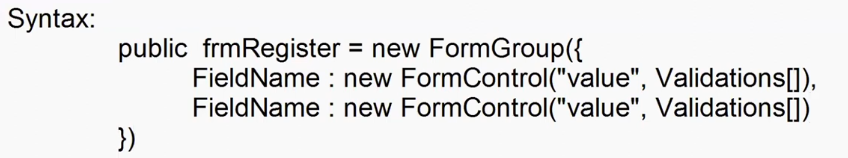 Syntax:
public frmRegister = new FormGroup({
FieldName : new FormControl("value", Validations[]),
FieldName : new FormControl("value", Validations[])
})